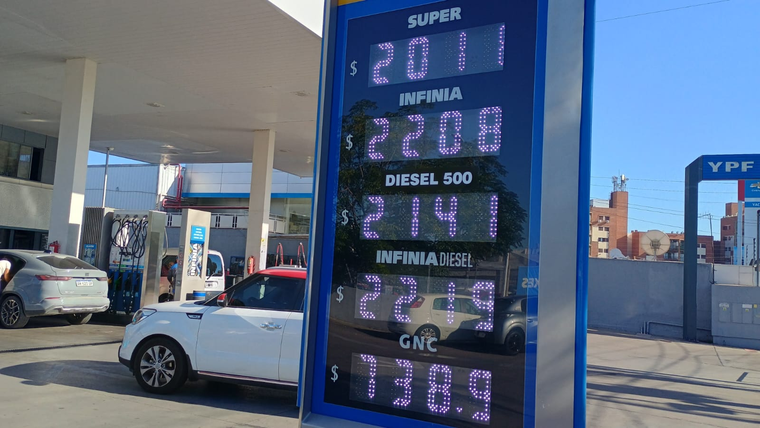 SUPER
$ 2011
INFINIA
$ 2208
DIESEL 500
$ 2141
INFINIA DIESEL
$ 2219
GNC
$ 738.9
YPF